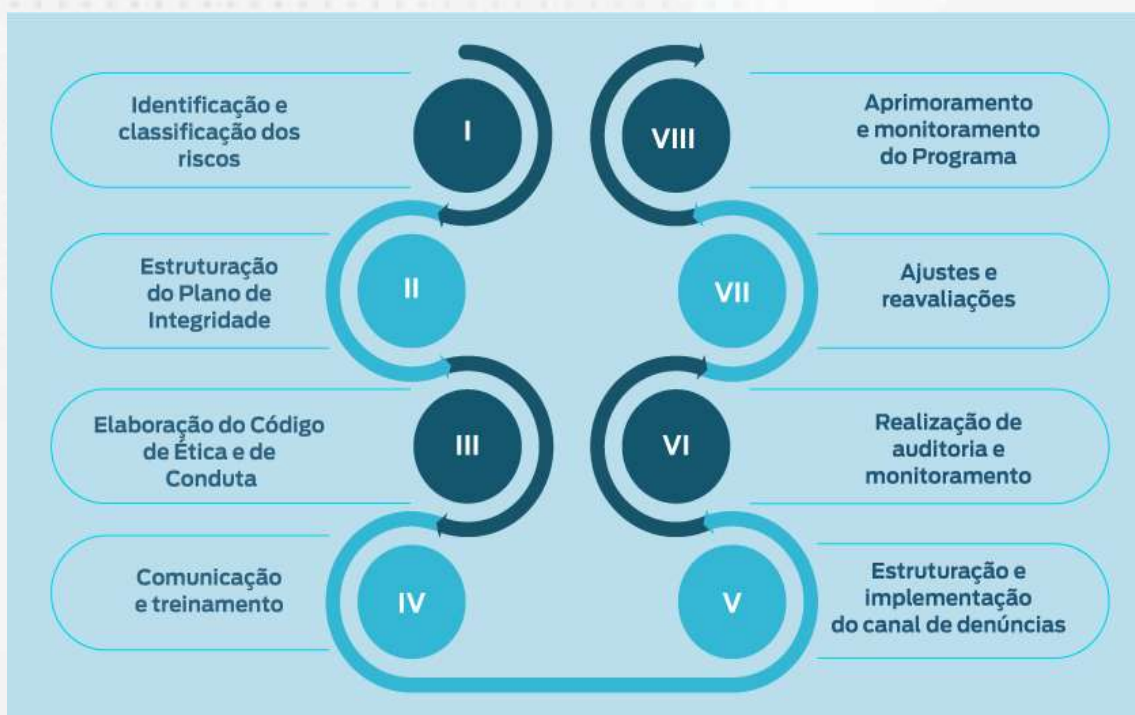 I
Identificação e
classificação dos
riscos
II
Estruturação
do Plano de
Integridade
III
Elaboração do Código
de Ética e de
Conduta
IV
Comunicação
e treinamento
V
Estruturação e
implementação
do canal de denúncias
VI
Realização de
auditoria e
monitoramento
VII
Ajustes e
reavaliações
VIII
Aprimoramento
e monitoramento
do Programa